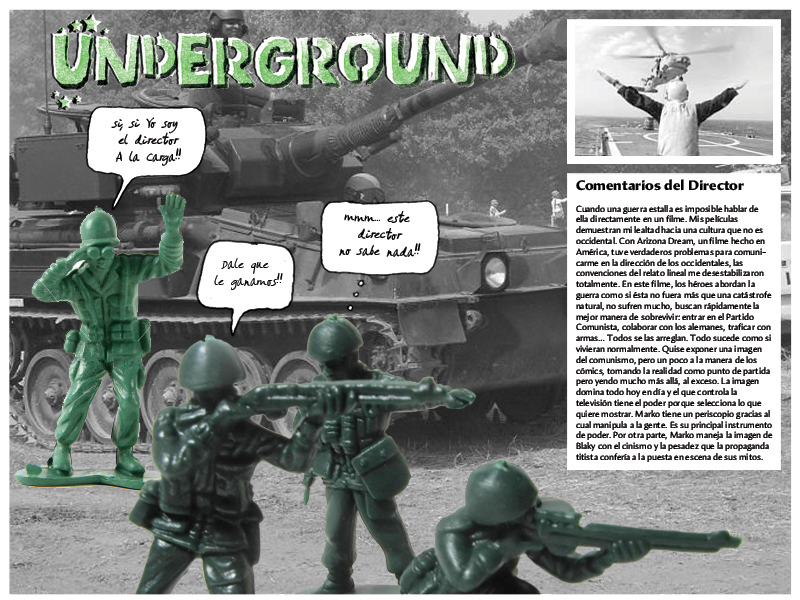 UNDERGROUND
si, si Yo soy
el director
A la carga!!
mmm... este
director
no sabe nada!!
Dale que
le ganamos!!
Comentarios del Director
Cuando una guerra estalla es imposible hablar de
ella directamente en un filme. Mis películas
demuestran mi lealtad hacia una cultura que no es
occidental. Con Arizona Dream, un filme hecho en
América, tuve verdaderos problemas para comuni-
carme en la dirección de los occidentales, las
convenciones del relato lineal me desestabilizaron
totalmente. En este filme, los héroes abordan la
guerra como si ésta no fuera más que una catástrofe
natural, no sufren mucho, buscan rápidamente la
mejor manera de sobrevivir: entrar en el Partido
Comunista, colaborar con los alemanes, traficar con
armas... Todos se las arreglan. Todo sucede como si
vivieran normalmente. Quise exponer una imagen
del comunismo, pero un poco a la manera de los
cómics, tomando la realidad como punto de partida
pero yendo mucho más allá, al exceso. La imagen
domina todo hoy en día y el que controla la
televisión tiene el poder porque selecciona lo que
quiere mostrar. Marko tiene un periscopio gracias al
cual manipula a la gente. Es su principal instrumento
de poder. Por otra parte, Marko maneja la imagen de
Blaky con el cinismo y la pesadez que la propaganda
titista confería a la puesta en escena de sus mitos.